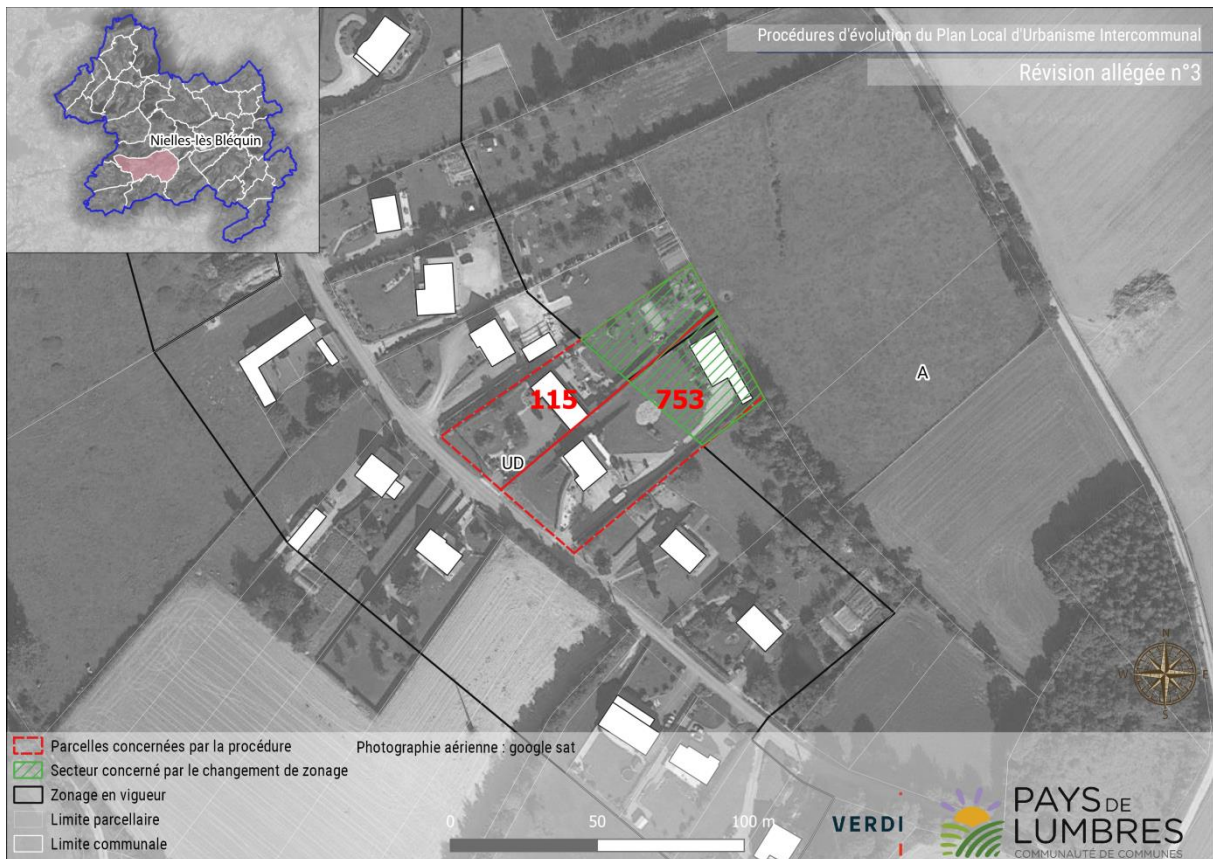 Procédures d'évolution du Plan Local d'Urbanisme Intercommunal
Révision allégée n°3
Nielles-lès Bléquin
A
115
753
UD
N
W
E
S
Parcelles concernées par la procédure
Photographie aérienne : google sat
Secteur concerné par le changement de zonage
Zonage en vigueur
Limite parcellaire
Limite communale
0
50
100 m
VERDI
PAYS DE
LUMBRES
COMMUNAUTÉ DE COMMUNES